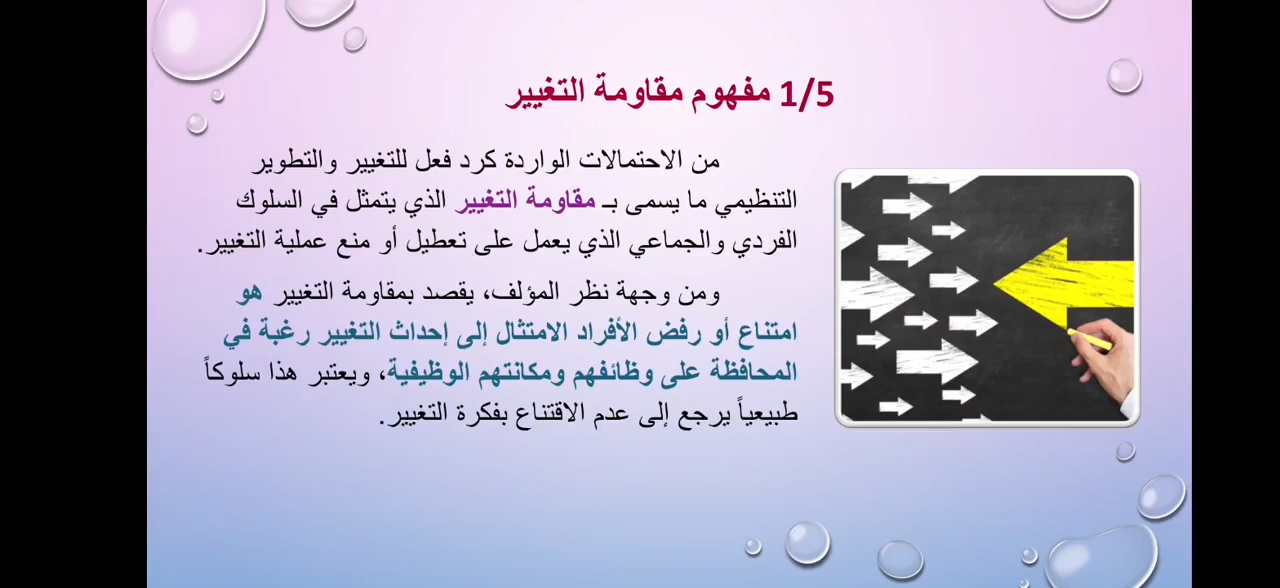 1/5 مفهوم مقاومة التغيير
من الاحتمالات الواردة كرد فعل للتغيير والتطوير
التنظيمي ما يسمى بـ مقاومة التغيير الذي يتمثل في السلوك
الفردي والجماعي الذي يعمل على تعطيل أو منع عملية التغيير.
ومن وجهة نظر المؤلف، يقصد بمقاومة التغيير هو
امتناع أو رفض الأفراد الامتثال إلى إحداث التغيير رغبة في
المحافظة على وظائفهم ومكانتهم الوظيفية، ويعتبر هذا سلوكاً
طبيعياً يرجع إلى عدم الاقتناع بفكرة التغيير.